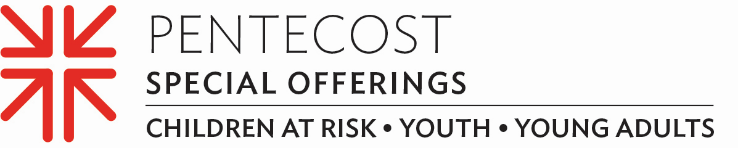 PENTECOST
SPECIAL OFFERINGS
CHILDREN AT RISK • YOUTH • YOUNG ADULTS